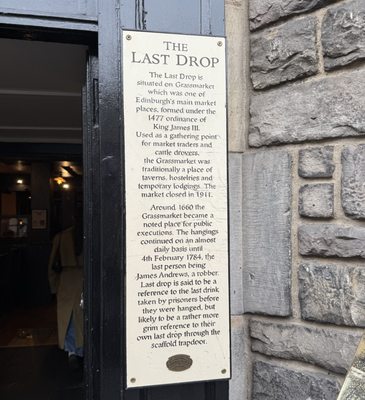 THE
LAST DROP
The Last Drop is
situated on Grassmarket
which was one of
Edinburgh's main market
places, formed under the
1477 ordinance of
King James III.
Used as a gathering point
for market traders and
cattle drovers,
the Grassmarket was
traditionally a place of
taverns, hostelries and
temporary lodgings. The
market closed in 1911.
Around 1660 the
Grassmarket became a
noted place for public
executions. The hangings
continued on an almost
daily basis until
4th February 1784, the
last person being
James Andrews, a robber.
Last drop is said to be a
reference to the last drink
taken by prisoners before
they were hanged, but
likely to be a rather more
grim reference to their
own last drop through the
scaffold trapdoor.